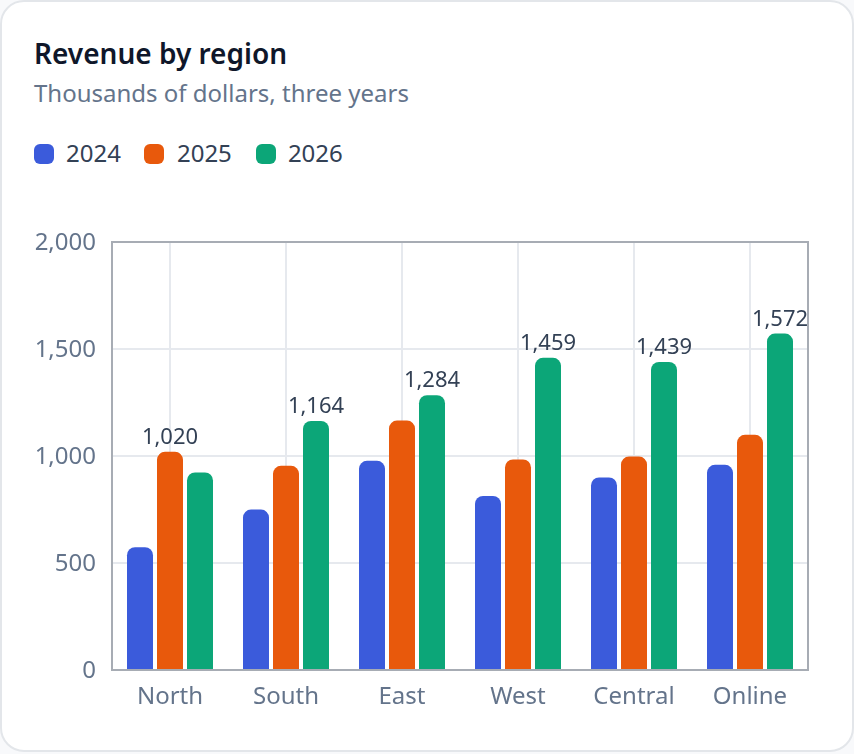 Revenue by region
Thousands of dollars, three years
2024 2025 2026
2,000
1,500
1,000
500
0
1,020
1,164
1,284
1,459
1,439
1,572
North South East West Central Online